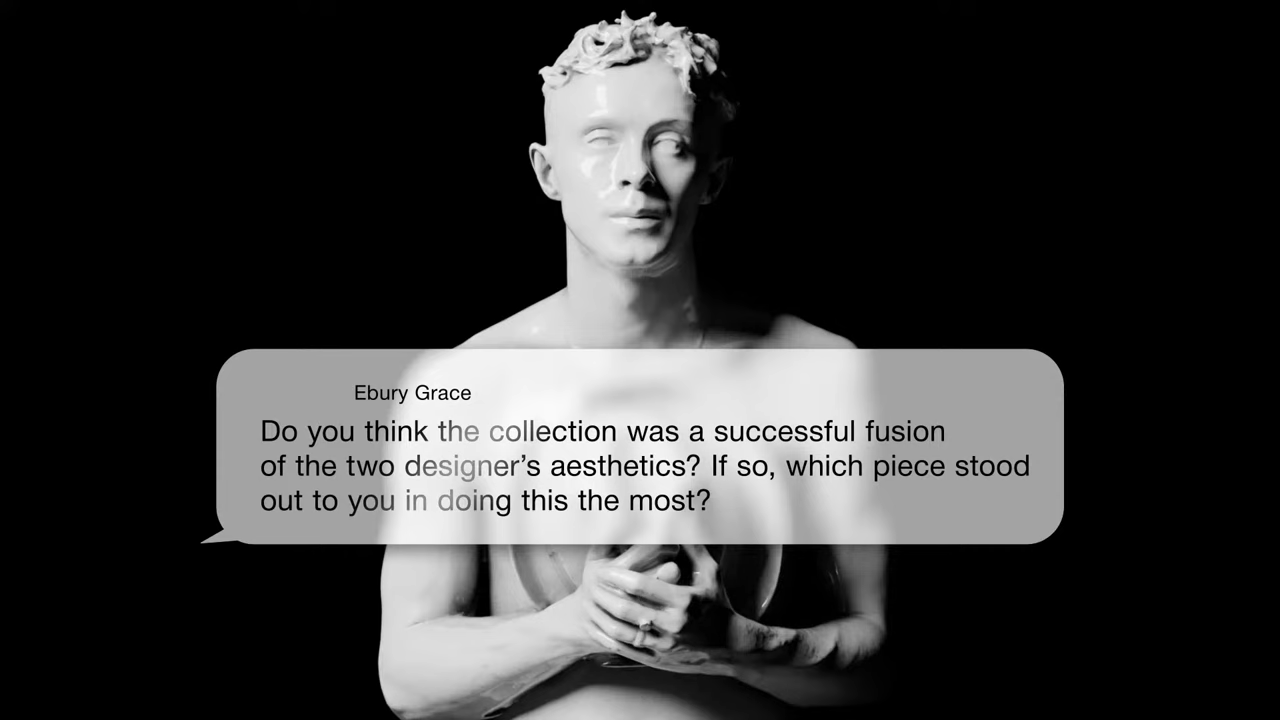 Ebury Grace
Do you think the collection was a successful fusion
of the two designer’s aesthetics? If so, which piece stood
out to you in doing this the most?